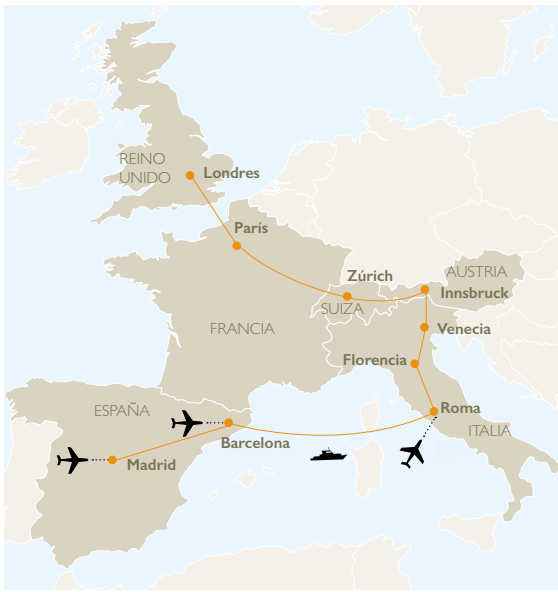 REINO
UNIDO
Londres
París
Zúrich
AUSTRIA
Innsbruck
SUIZA
FRANCIA
Venecia
Florencia
ESPAÑA
Roma
Barcelona
ITALIA
Madrid